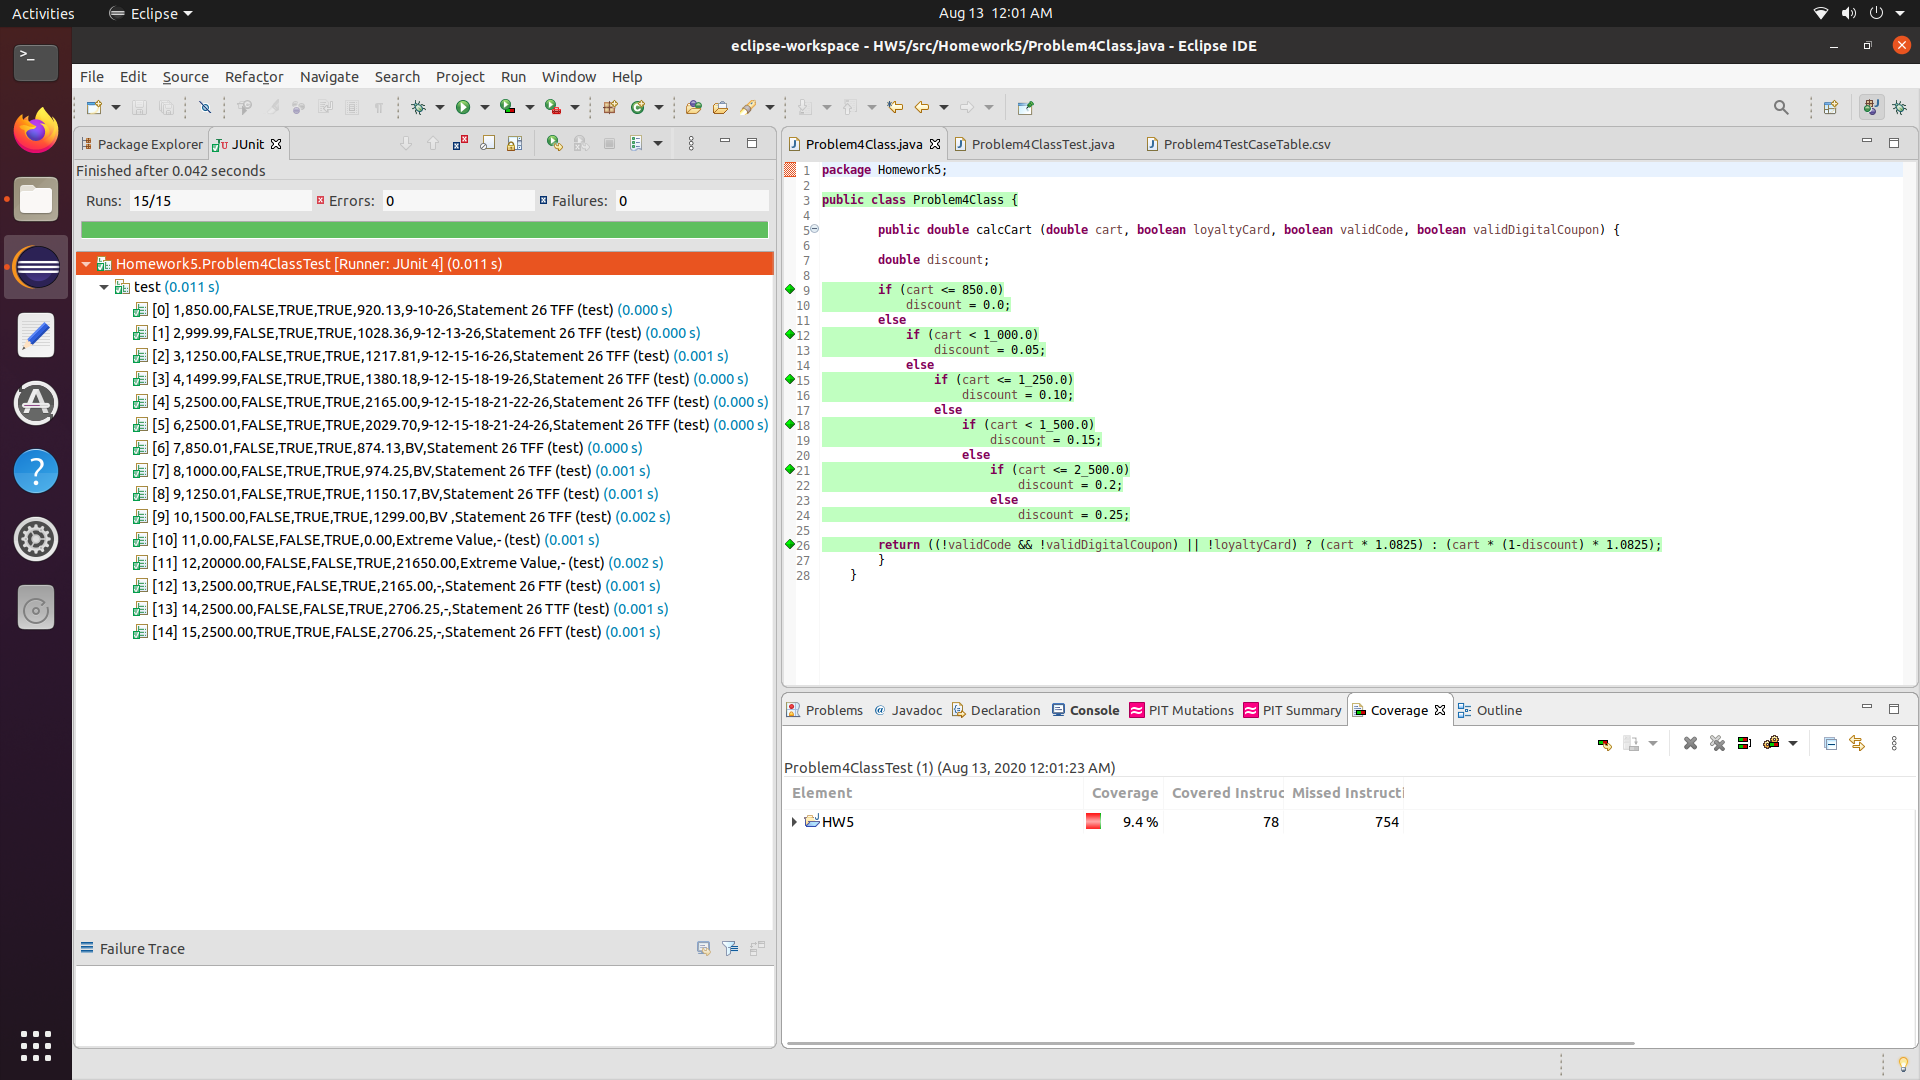 Activities
Eclipse
Aug 13 12:01 AM
eclipse-workspace - HW5/src/Homework5/Problem4Class.java - Eclipse IDE
File Edit Source Refactor Navigate Search Project Run Window Help
Package Explorer JUnit
Finished after 0.042 seconds
Runs: 15/15 Errors: 0 Failures: 0
Homework5.Problem4ClassTest [Runner: JUnit 4] (0.011 s)
test (0.011 s)
[0] 1,850.00,FALSE,TRUE,TRUE,920.13,9-10-26,Statement 26 TFF (test) (0.000 s)
[1] 2,999.99,FALSE,TRUE,TRUE,1028.36,9-12-13-26,Statement 26 TFF (test) (0.000 s)
[2] 3,1250.00,FALSE,TRUE,TRUE,1217.81,9-12-15-16-26,Statement 26 TFF (test) (0.001 s)
[3] 4,1499.99,FALSE,TRUE,TRUE,1380.18,9-12-15-18-19-26,Statement 26 TFF (test) (0.000 s)
[4] 5,2500.00,FALSE,TRUE,TRUE,2165.00,9-12-15-18-21-22-26,Statement 26 TFF (test) (0.000 s)
[5] 6,2500.01,FALSE,TRUE,TRUE,2029.70,9-12-15-18-21-24-26,Statement 26 TFF (test) (0.000 s)
[6] 7,850.01,FALSE,TRUE,TRUE,874.13,BV,Statement 26 TFF (test) (0.000 s)
[7] 8,1000.00,FALSE,TRUE,TRUE,974.25,BV,Statement 26 TFF (test) (0.001 s)
[8] 9,1250.01,FALSE,TRUE,TRUE,1150.17,BV,Statement 26 TFF (test) (0.001 s)
[9] 10,1500.00,FALSE,TRUE,TRUE,1299.00,BV ,Statement 26 TFF (test) (0.002 s)
[10] 11,0.00,FALSE,FALSE,TRUE,0.00,Extreme Value,- (test) (0.001 s)
[11] 12,20000.00,FALSE,FALSE,TRUE,21650.00,Extreme Value,- (test) (0.002 s)
[12] 13,2500.00,TRUE,FALSE,TRUE,2165.00,-,Statement 26 FTF (test) (0.001 s)
[13] 14,2500.00,FALSE,FALSE,TRUE,2706.25,-,Statement 26 TTF (test) (0.001 s)
[14] 15,2500.00,TRUE,TRUE,FALSE,2706.25,-,Statement 26 FFT (test) (0.001 s)
Failure Trace
Problem4Class.java Problem4ClassTest.java Problem4TestCaseTable.csv
1 package Homework5;
2
3 public class Problem4Class {
4
5 public double calcCart (double cart, boolean loyaltyCard, boolean validCode, boolean validDigitalCoupon) {
6
7 double discount;
8
9 if (cart <= 850.0)
10 discount = 0.0;
11 else
12 if (cart < 1_000.0)
13 discount = 0.05;
14 else
15 if (cart <= 1_250.0)
16 discount = 0.10;
17 else
18 if (cart < 1_500.0)
19 discount = 0.15;
20 else
21 if (cart <= 2_500.0)
22 discount = 0.2;
23 else
24 discount = 0.25;
25
26 return ((!validCode && !validDigitalCoupon) || !loyaltyCard) ? (cart * 1.0825) : (cart * (1-discount) * 1.0825);
27 }
28 }
Problems Javadoc Declaration Console PIT Mutations PIT Summary Coverage Outline
Problem4ClassTest (1) (Aug 13, 2020 12:01:23 AM)
Element Coverage Covered Instruc Missed Instructi
HW5 9.4 % 78 754